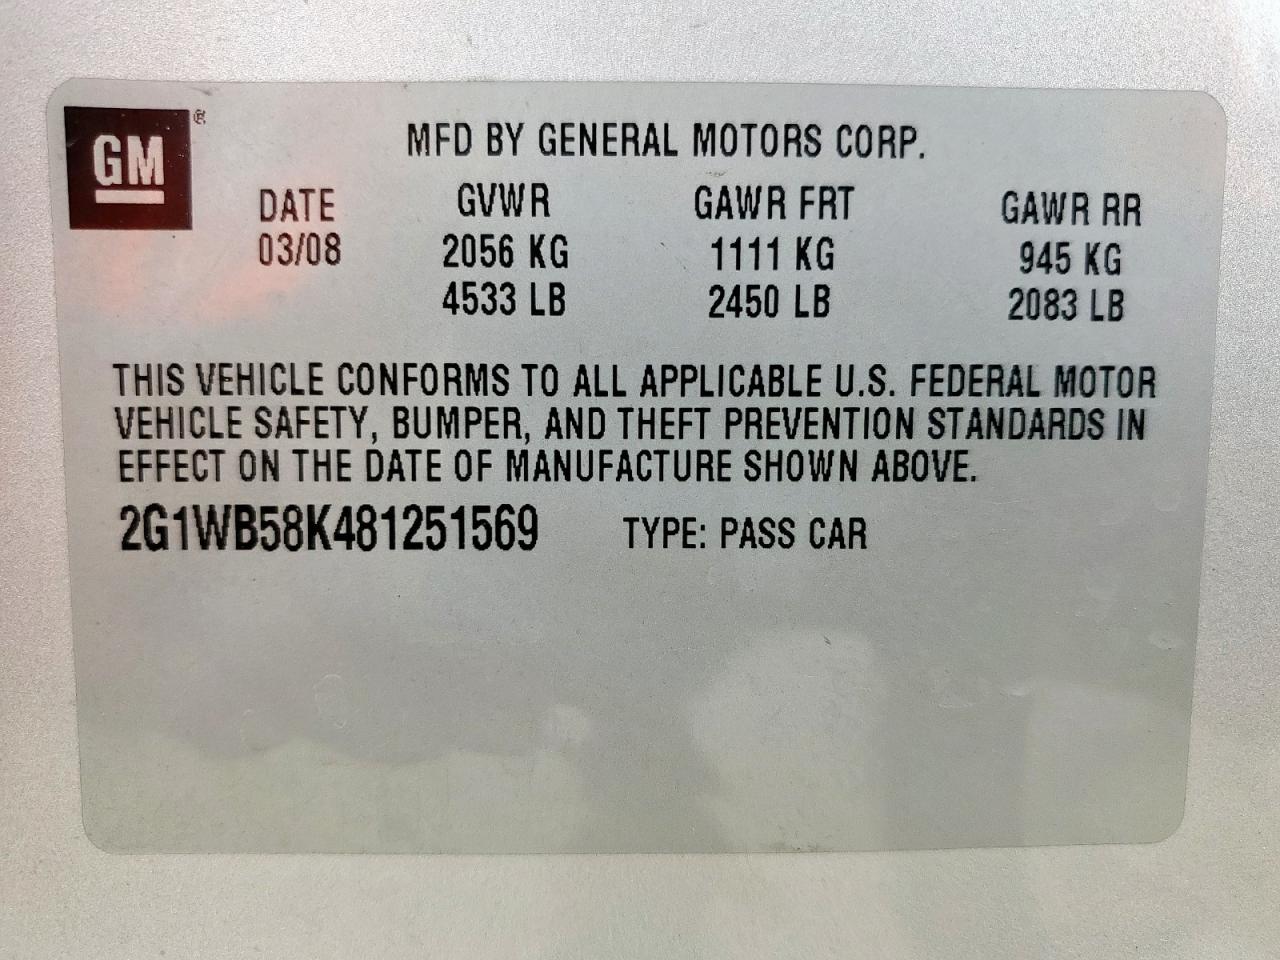 GM®
MFD BY GENERAL MOTORS CORP.
DATE GVWR GAWR FRT GAWR RR
03/08 2056 KG 1111 KG 945 KG
4533 LB 2450 LB 2083 LB
THIS VEHICLE CONFORMS TO ALL APPLICABLE U.S. FEDERAL MOTOR
VEHICLE SAFETY, BUMPER, AND THEFT PREVENTION STANDARDS IN
EFFECT ON THE DATE OF MANUFACTURE SHOWN ABOVE.
2G1WB58K481251569 TYPE: PASS CAR